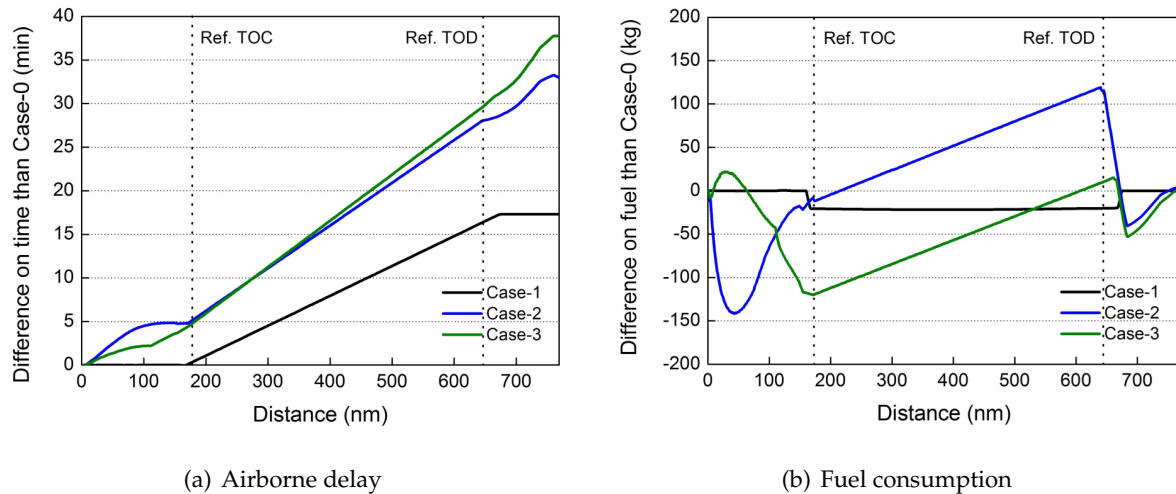 40
35
30
25
20
15
10
5
0
Difference on time than Case-0 (min)
Ref. TOC
Ref. TOD
Case-1
Case-2
Case-3
0 100 200 300 400 500 600 700
Distance (nm)
(a) Airborne delay
200
150
100
50
0
-50
-100
-150
-200
Difference on fuel than Case-0 (kg)
Ref. TOC
Ref. TOD
Case-1
Case-2
Case-3
0 100 200 300 400 500 600 700
Distance (nm)
(b) Fuel consumption